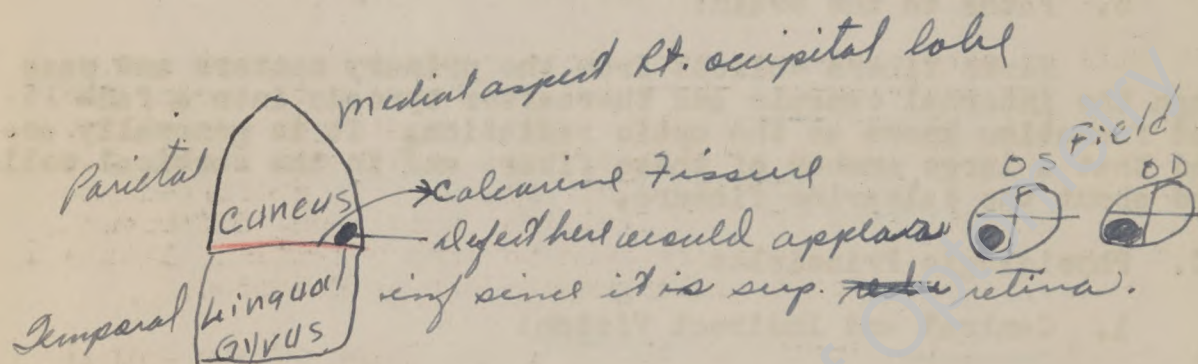 medial aspect Rt. occipital lobe
Parietal
Cuneus
Calcarine Fissure
Field
OS
OD
F
Defect here would appear
Temporal
Lingual
Gyrus
inf since it is sup. retina.
Optometry